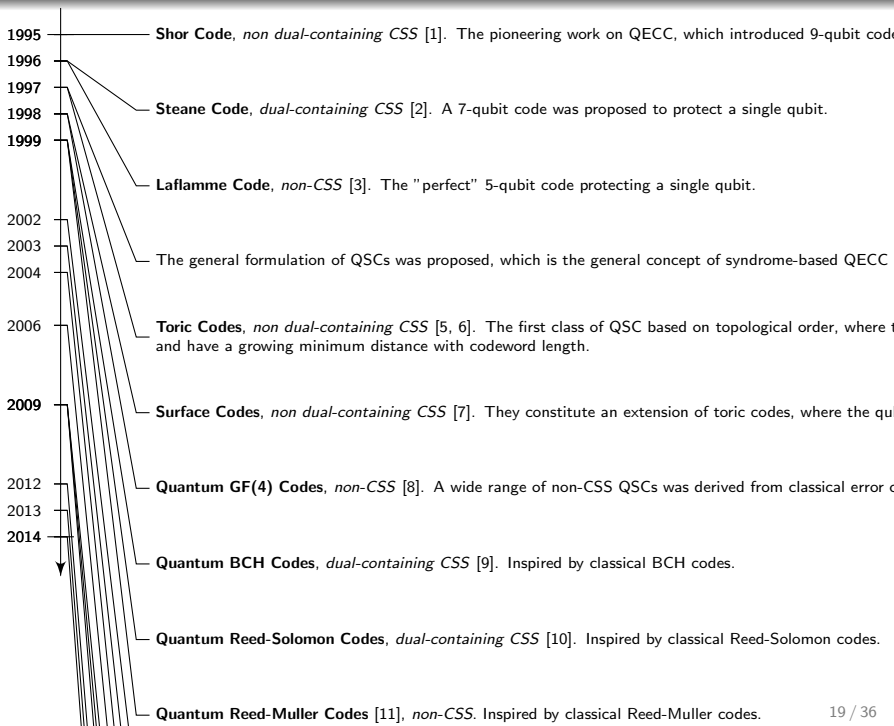 1995
Shor Code, non dual-containing CSS [1]. The pioneering work on QECC, which introduced 9-qubit code
1996
1997
1998
Steane Code, dual-containing CSS [2]. A 7-qubit code was proposed to protect a single qubit.
1999
Laflamme Code, non-CSS [3]. The "perfect" 5-qubit code protecting a single qubit.
2002
2003
The general formulation of QSCs was proposed, which is the general concept of syndrome-based QECC
2004
2006
Toric Codes, non dual-containing CSS [5, 6]. The first class of QSC based on topological order, where
and have a growing minimum distance with codeword length.
2009
Surface Codes, non dual-containing CSS [7]. They constitute an extension of toric codes, where the
2012
Quantum GF(4) Codes, non-CSS [8]. A wide range of non-CSS QSCs was derived from classical error
2013
2014
Quantum BCH Codes, dual-containing CSS [9]. Inspired by classical BCH codes.
Quantum Reed-Solomon Codes, dual-containing CSS [10]. Inspired by classical Reed-Solomon codes.
Quantum Reed-Muller Codes [11], non-CSS. Inspired by classical Reed-Muller codes.
19 / 36